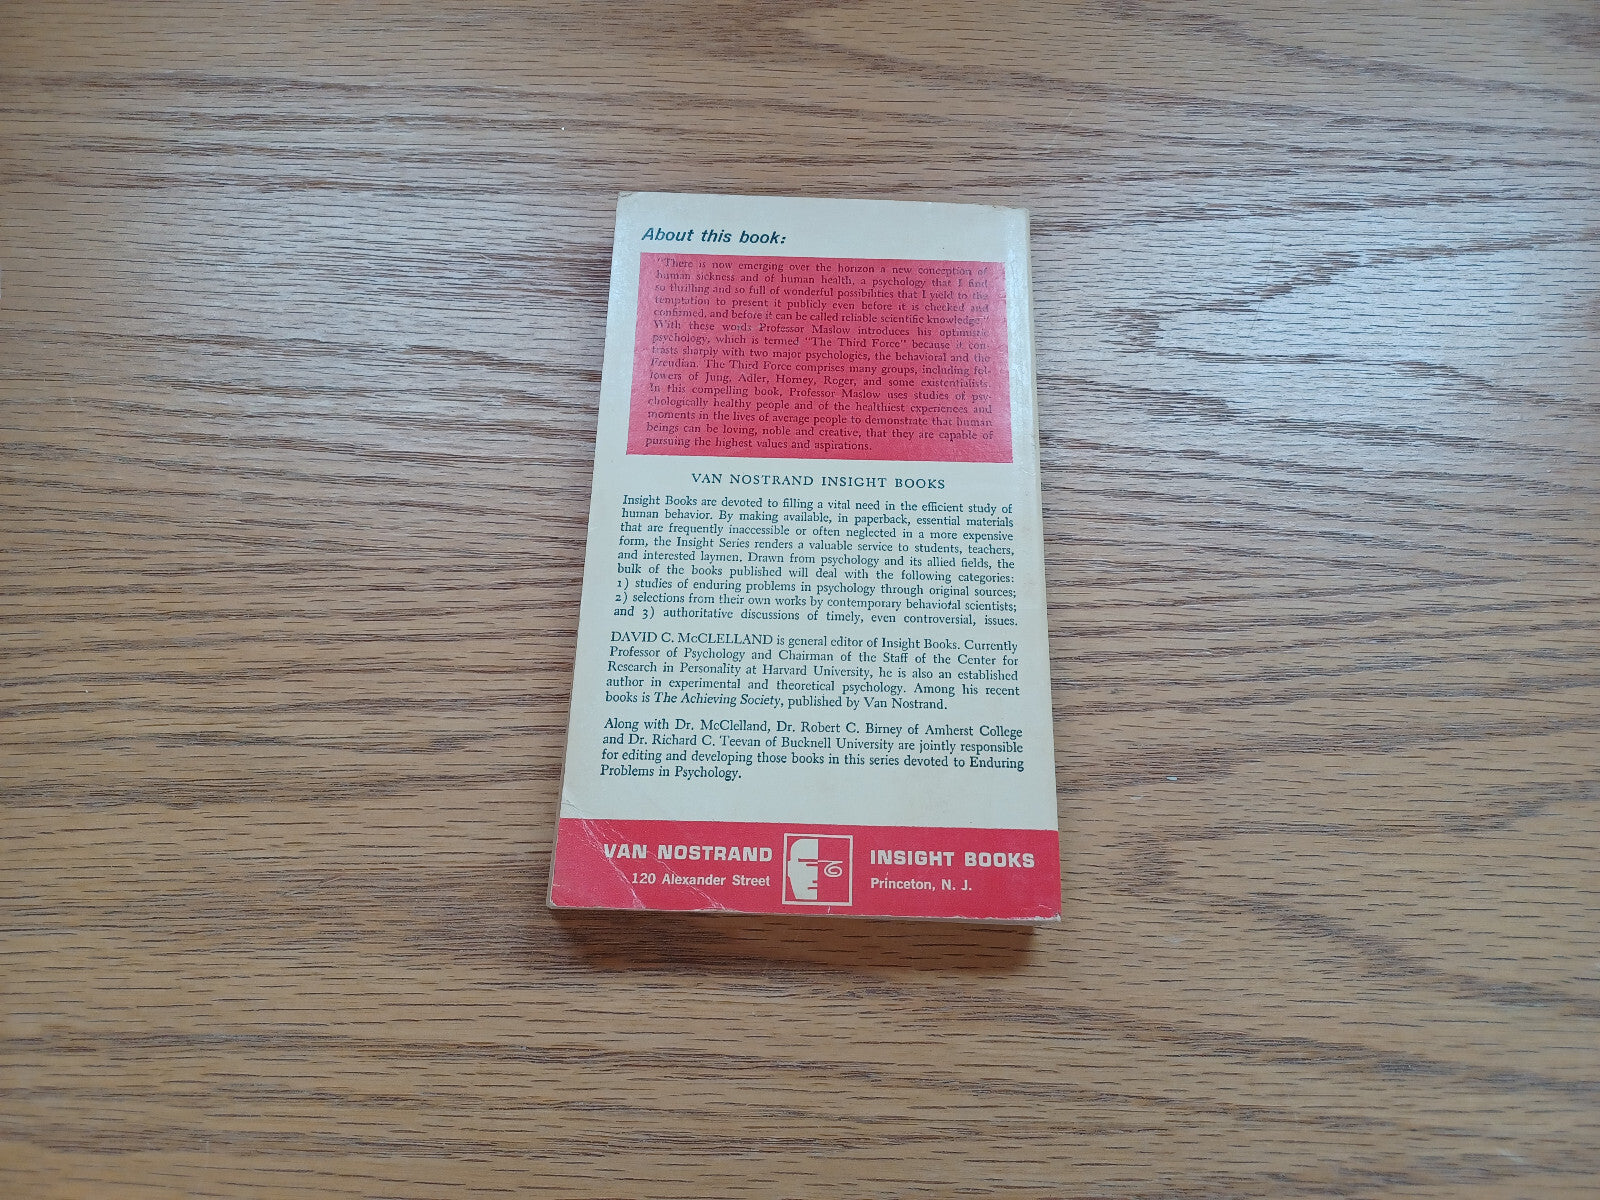 About this book:
"There is now emerging over the horizon a new conception of
human sickness and of human health, a psychology that I find
so thrilling and so full of wonderful possibilities that I yield to the
temptation to present it publicly even before it is checked and
confirmed, and before it can be called reliable scientific knowledge."
With these words Professor Maslow introduces his optimistic
psychology, which is termed "The Third Force" because it con-
trasts sharply with two major psychologies, the behavioral and the
Freudian. The Third Force comprises many groups, including fol-
lowers of Jung, Adler, Horney, Roger, and some existentialists.
In this compelling book, Professor Maslow uses studies of psy-
chologically healthy people and of the healthiest experiences and
moments in the lives of average people to demonstrate that human
beings can be loving, noble and creative, that they are capable of
pursuing the highest values and aspirations.
VAN NOSTRAND INSIGHT BOOKS
Insight Books are devoted to filling a vital need in the efficient study of
human behavior. By making available, in paperback, essential materials
that are frequently inaccessible or often neglected in a more expensive
form, the Insight Series renders a valuable service to students, teachers,
and interested laymen. Drawn from psychology and its allied fields, the
bulk of the books published will deal with the following categories:
1) studies of enduring problems in psychology through original sources;
2) selections from their own works by contemporary behavioral scientists;
and 3) authoritative discussions of timely, even controversial, issues.
DAVID C. McCLELLAND is general editor of Insight Books. Currently
Professor of Psychology and Chairman of the Staff of the Center for
Research in Personality at Harvard University, he is also an established
author in experimental and theoretical psychology. Among his recent
books is The Achieving Society, published by Van Nostrand.
Along with Dr. McClelland, Dr. Robert C. Birney of Amherst College
and Dr. Richard C. Teevan of Bucknell University are jointly responsible
for editing and developing those books in this series devoted to Enduring
Problems in Psychology.
VAN NOSTRAND INSIGHT BOOKS
120 Alexander Street Princeton, N. J.